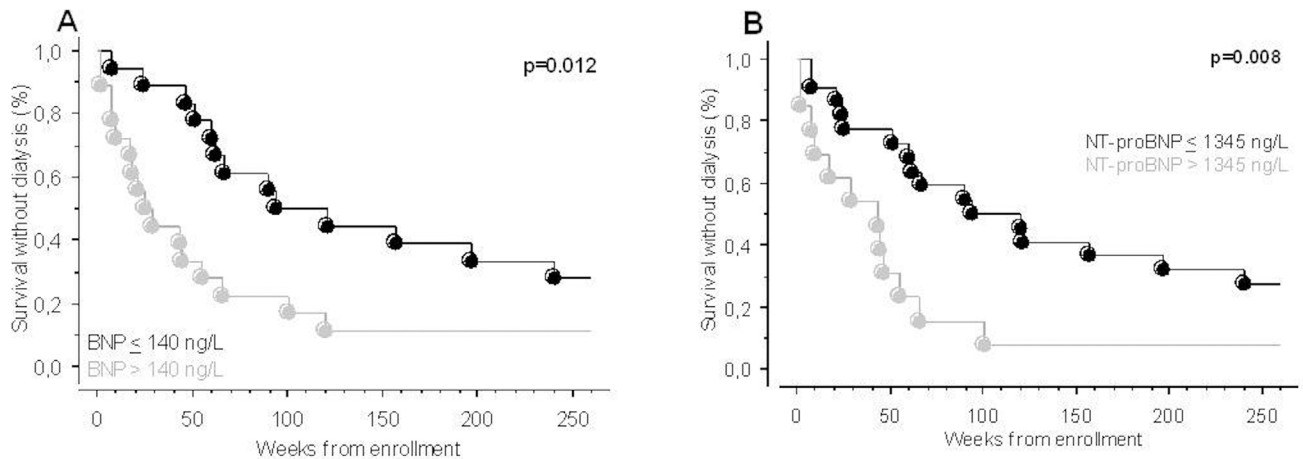 A
p=0.012
Survival without dialysis (%)
1,0
0,8
0,6
0,4
0,2
0,0
BNP ≤ 140 ng/L
BNP > 140 ng/L
0 50 100 150 200 250
Weeks from enrollment
B
p=0.008
Survival without dialysis (%)
1,0
0,8
0,6
0,4
0,2
0,0
NT-proBNP ≤ 1345 ng/L
NT-proBNP > 1345 ng/L
0 50 100 150 200 250
Weeks from enrollment